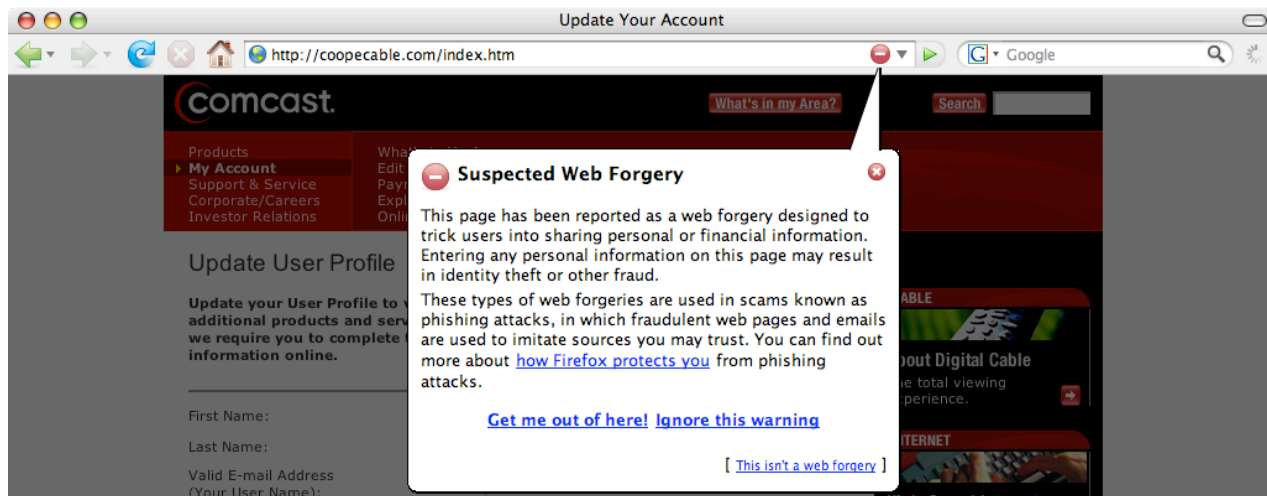 Update Your Account
http://coopecable.com/index.htm
G Google
comcast.
What's in my Area?
Search
Products
My Account
Support & Service
Corporate/Careers
Investor Relations
Edit
Suspected Web Forgery
This page has been reported as a web forgery designed to
trick users into sharing personal or financial information.
Entering any personal information on this page may result
in identity theft or other fraud.
These types of web forgeries are used in scams known as
phishing attacks, in which fraudulent web pages and emails
are used to imitate sources you may trust. You can find out
more about how Firefox protects you from phishing
attacks.
Get me out of here! Ignore this warning
[ This isn't a web forgery ]
Update User Profile
Update your User Profile to
additional products and
we require you to complete
information online.
First Name:
Last Name:
Valid E-mail Address
(Your User Name):
Digital Cable
total viewing